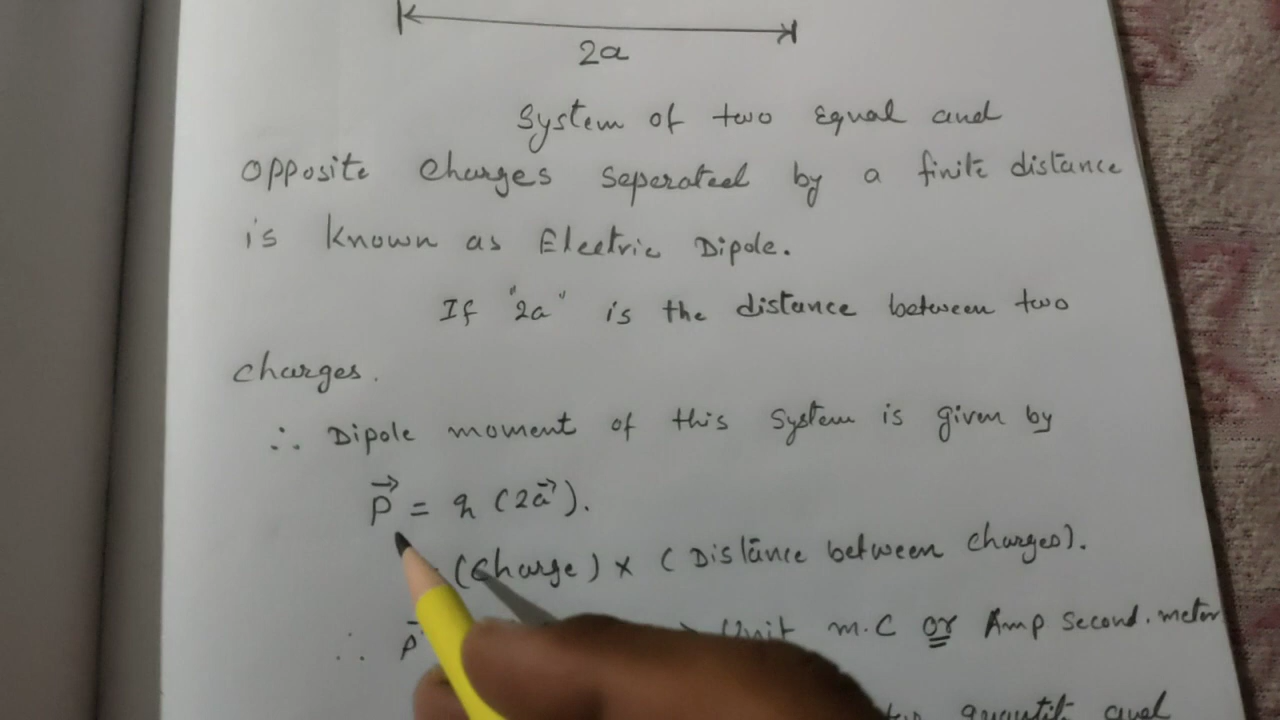 2a
System of two Equal and
opposite charges seperated by a finite distance
is known as Electric Dipole.
If "2a" is the distance between two
charges.
∴ Dipole moment of this system is given by
P⃗ = q (2a⃗).
(Charge) × (Distance between charges).
∴ P⃗ Unit m.C or Amp second.meter
and